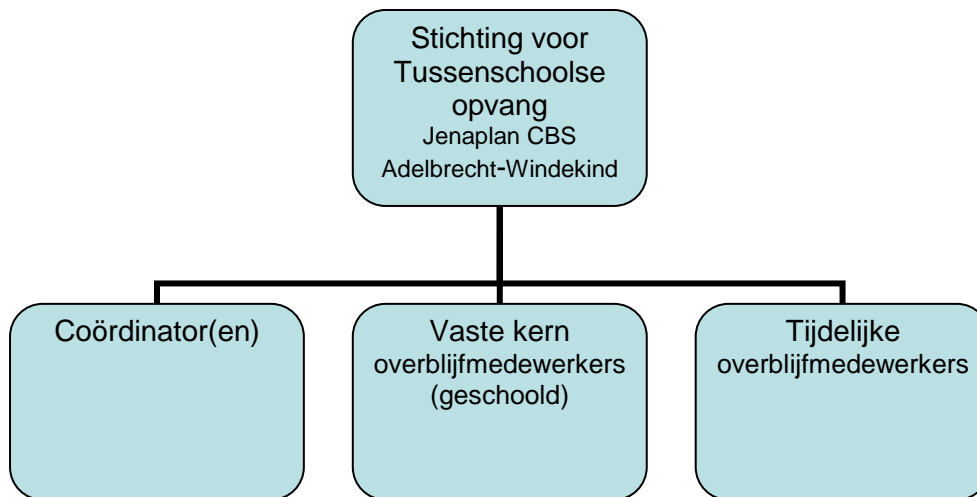 Stichting voor
Tussenschoolse
opvang
Jenaplan CBS
Adelbrecht-Windekind
Coördinator(en)
Vaste kern
overblijfmedewerkers
(geschoold)
Tijdelijke
overblijfmedewerkers